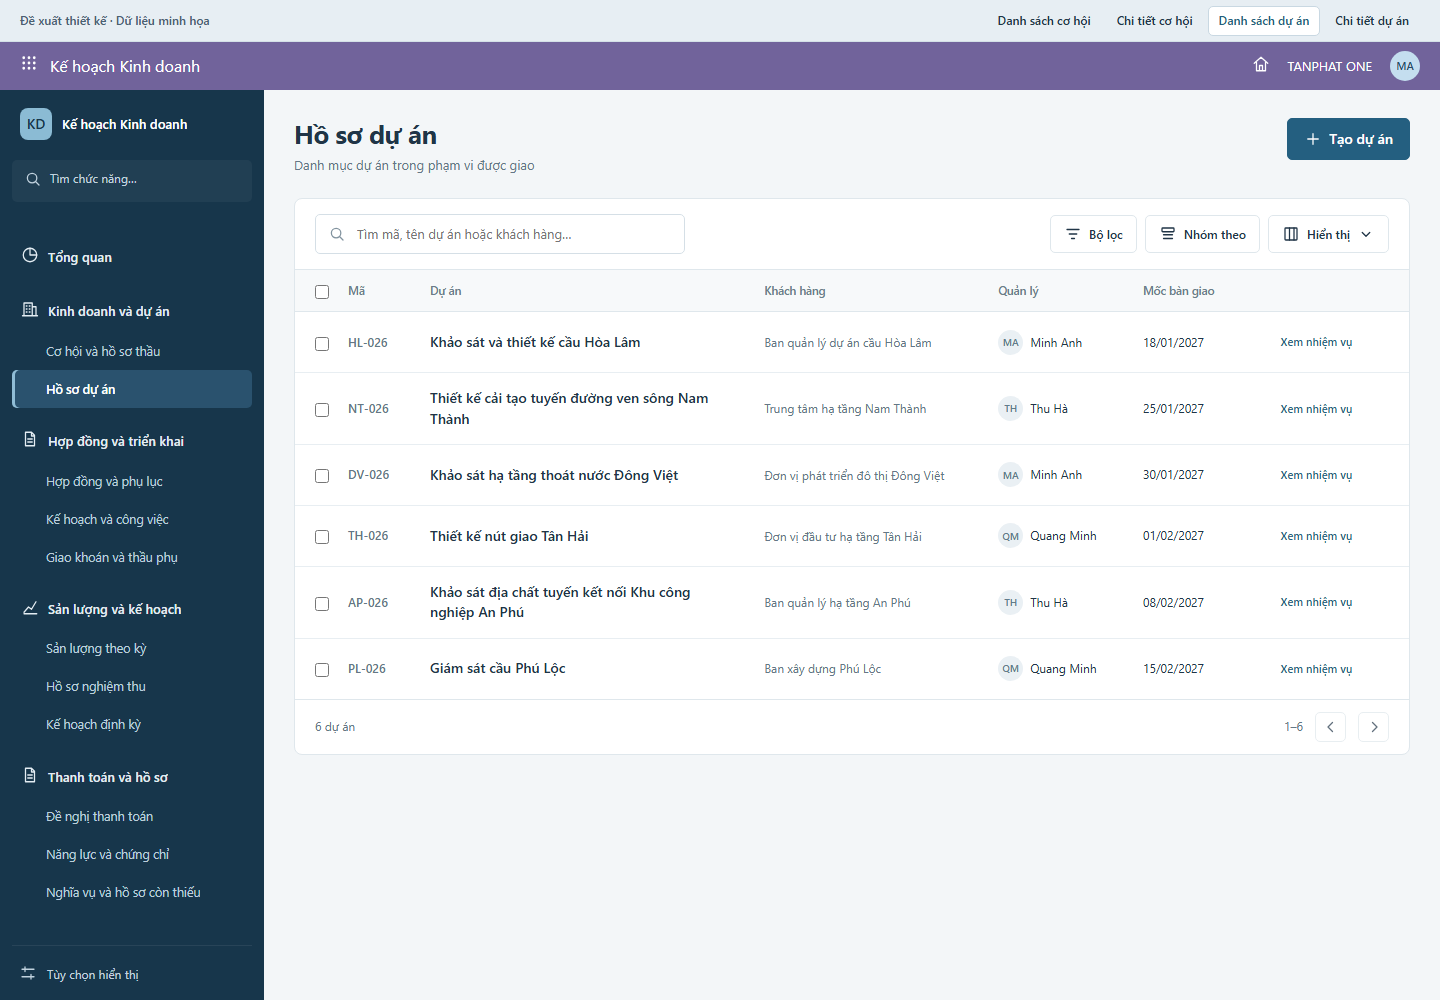 Đề xuất thiết kế · Dữ liệu minh họa
Danh sách cơ hội
Chi tiết cơ hội
Danh sách dự án
Chi tiết dự án
Kế hoạch Kinh doanh
TANPHAT ONE
MA
KD
Kế hoạch Kinh doanh
Tìm chức năng...
Tổng quan
Kinh doanh và dự án
Cơ hội và hồ sơ thầu
Hồ sơ dự án
Hợp đồng và triển khai
Hợp đồng và phụ lục
Kế hoạch và công việc
Giao khoán và thầu phụ
Sản lượng và kế hoạch
Sản lượng theo kỳ
Hồ sơ nghiệm thu
Kế hoạch định kỳ
Thanh toán và hồ sơ
Đề nghị thanh toán
Năng lực và chứng chỉ
Nghĩa vụ và hồ sơ còn thiếu
Tùy chọn hiển thị
Hồ sơ dự án
Danh mục dự án trong phạm vi được giao
Tạo dự án
Tìm mã, tên dự án hoặc khách hàng...
Bộ lọc
Nhóm theo
Hiển thị
Mã Dự án Khách hàng Quản lý Mốc bàn giao
HL-026 Khảo sát và thiết kế cầu Hòa Lâm Ban quản lý dự án cầu Hòa Lâm MA Minh Anh 18/01/2027 Xem nhiệm vụ
NT-026 Thiết kế cải tạo tuyến đường ven sông Nam
Thành Trung tâm hạ tầng Nam Thành TH Thu Hà 25/01/2027 Xem nhiệm vụ
DV-026 Khảo sát hạ tầng thoát nước Đông Việt Đơn vị phát triển đô thị Đông Việt MA Minh Anh 30/01/2027 Xem nhiệm vụ
TH-026 Thiết kế nút giao Tân Hải Đơn vị đầu tư hạ tầng Tân Hải QM Quang Minh 01/02/2027 Xem nhiệm vụ
AP-026 Khảo sát địa chất tuyến kết nối Khu công
nghiệp An Phú Ban quản lý hạ tầng An Phú TH Thu Hà 08/02/2027 Xem nhiệm vụ
PL-026 Giám sát cầu Phú Lộc Ban xây dựng Phú Lộc QM Quang Minh 15/02/2027 Xem nhiệm vụ
6 dự án
1–6